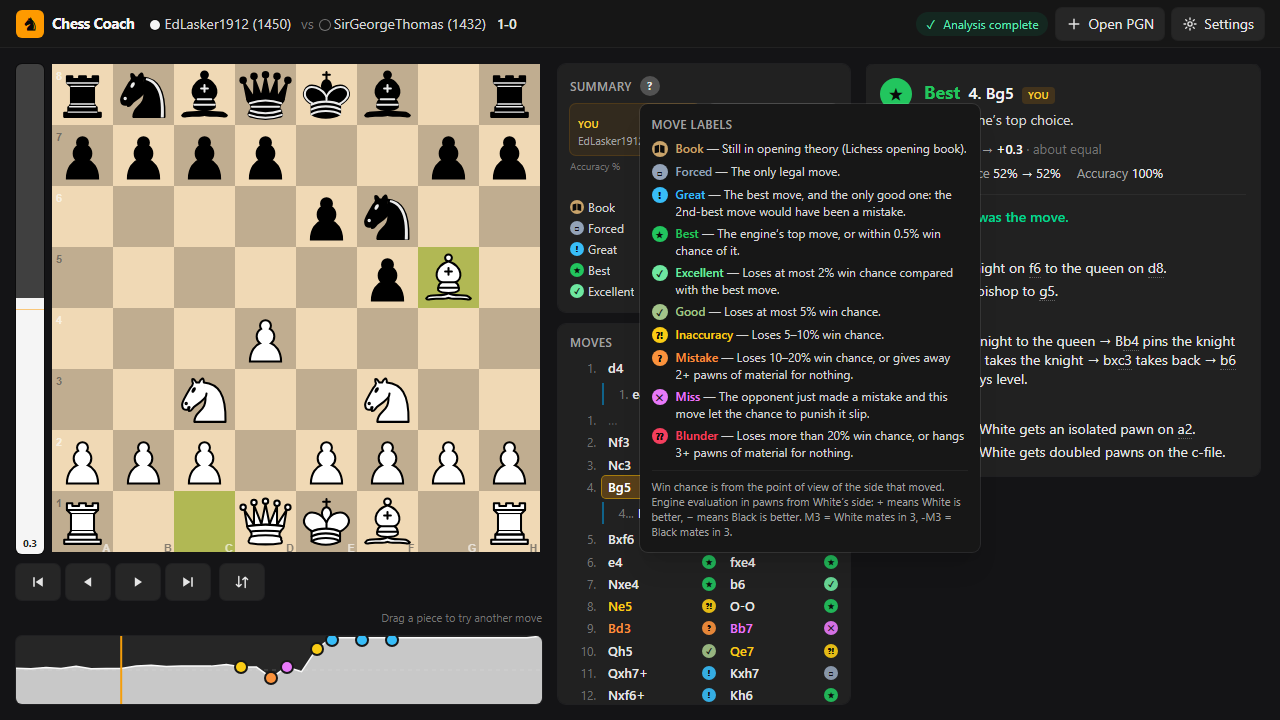 Chess Coach
EdLasker1912 (1450) vs SirGeorgeThomas (1432) 1-0
Analysis complete
Open PGN
Settings
8
7
6
5
4
3
2
1
A B C D E F G H
0.3
Drag a piece to try another move
SUMMARY ?
YOU
EdLasker1912
Accuracy %
Book
Forced
Great
Best
Excellent
MOVE LABELS
Book — Still in opening theory (Lichess opening book).
Forced — The only legal move.
Great — The best move, and the only good one: the
2nd-best move would have been a mistake.
Best — The engine's top move, or within 0.5% win
chance of it.
Excellent — Loses at most 2% win chance compared
with the best move.
Good — Loses at most 5% win chance.
Inaccuracy — Loses 5–10% win chance.
Mistake — Loses 10–20% win chance, or gives away
2+ pawns of material for nothing.
Miss — The opponent just made a mistake and this
move let the chance to punish it slip.
Blunder — Loses more than 20% win chance, or hangs
3+ pawns of material for nothing.
Win chance is from the point of view of the side that moved.
Engine evaluation in pawns from White's side: + means White is
better, − means Black is better. M3 = White mates in 3, -M3 =
Black mates in 3.
MOVES
1. d4
1. e
1. ...
2. Nf3
3. Nc3
4. Bg5
4...
5. Bxf6
6. e4 fxe4
7. Nxe4 b6
8. Ne5 O-O
9. Bd3 Bb7
10. Qh5 Qe7
11. Qxh7+ Kxh7
12. Nxf6+ Kh6
Best 4. Bg5 YOU
ne's top choice.
→ +0.3 · about equal
ce 52% → 52% Accuracy 100%
was the move.
ight on f6 to the queen on d8.
bishop to g5.
night to the queen → Bb4 pins the knight
takes the knight → bxc3 takes back → b6
ys level.
White gets an isolated pawn on a2.
White gets doubled pawns on the c-file.